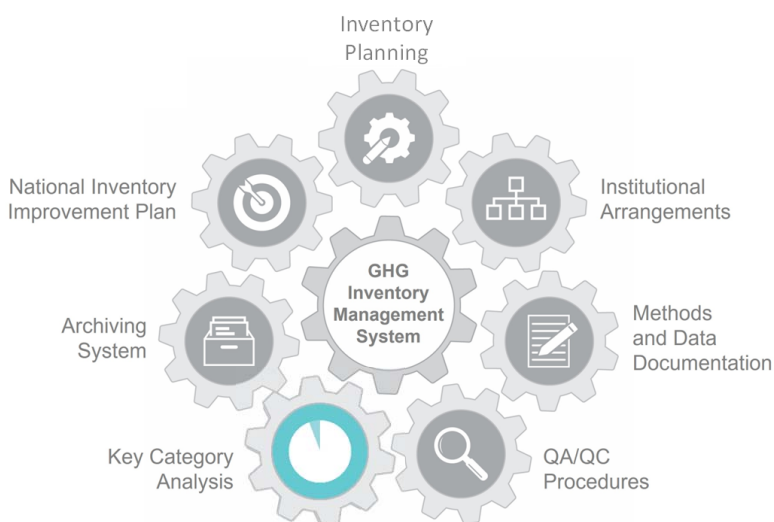 Inventory
Planning
National Inventory
Improvement Plan
Institutional
Arrangements
GHG
Inventory
Management
System
Archiving
System
Methods
and Data
Documentation
Key Category
Analysis
QA/QC
Procedures